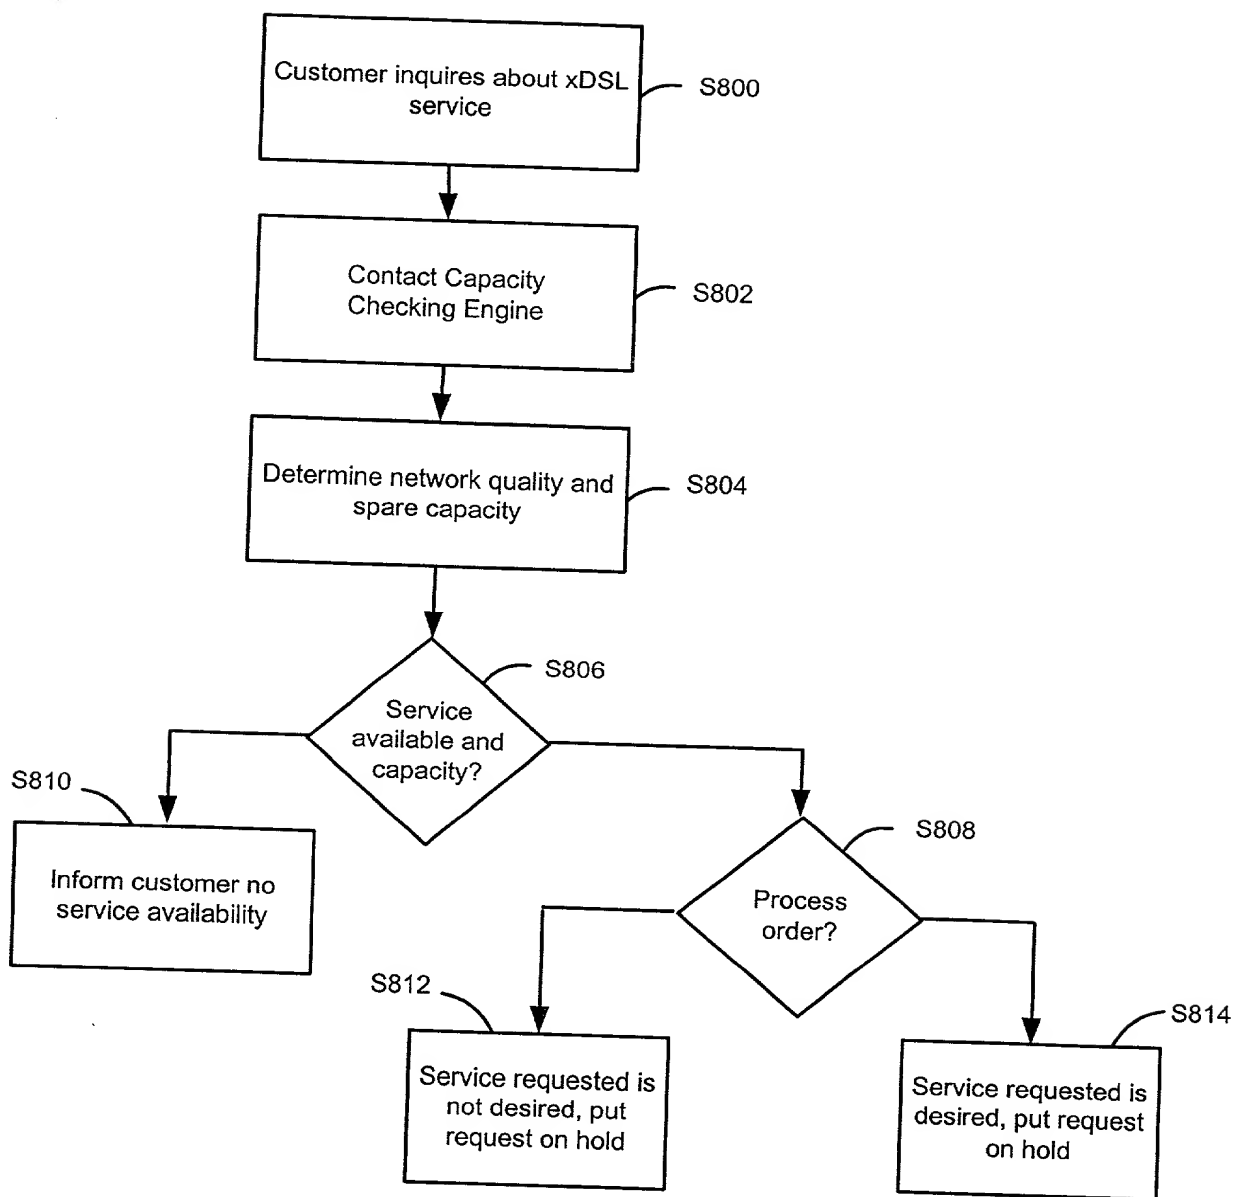 Customer inquires about xDSL
service
S800
Contact Capacity
Checking Engine
S802
Determine network quality and
spare capacity
S804
S806
Service
available and
capacity?
S810
Inform customer no
service availability
S808
Process
order?
S812
Service requested is
not desired, put
request on hold
S814
Service requested is
desired, put request
on hold